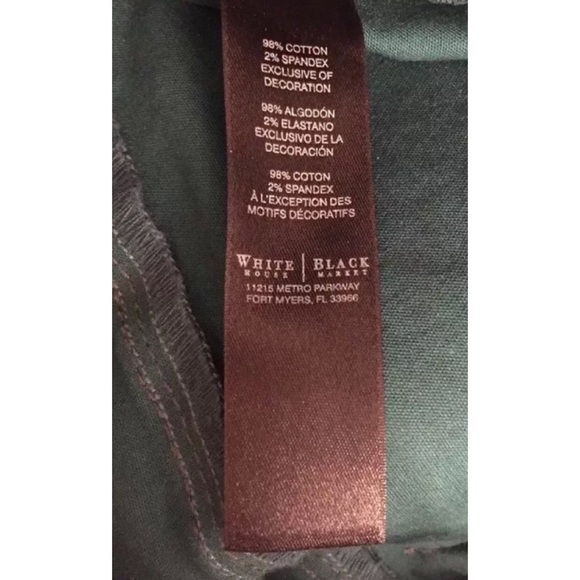 98% COTTON
2% SPANDEX
EXCLUSIVE OF
DECORATION
98% ALGODÓN
2% ELASTANO
EXCLUSIVO DE LA
DECORACIÓN
98% COTON
2% SPANDEX
À L'EXCEPTION DES
MOTIFS DÉCORATIFS
WHITE | BLACK
HOUSE MARKET
11215 METRO PARKWAY
FORT MYERS, FL 33966